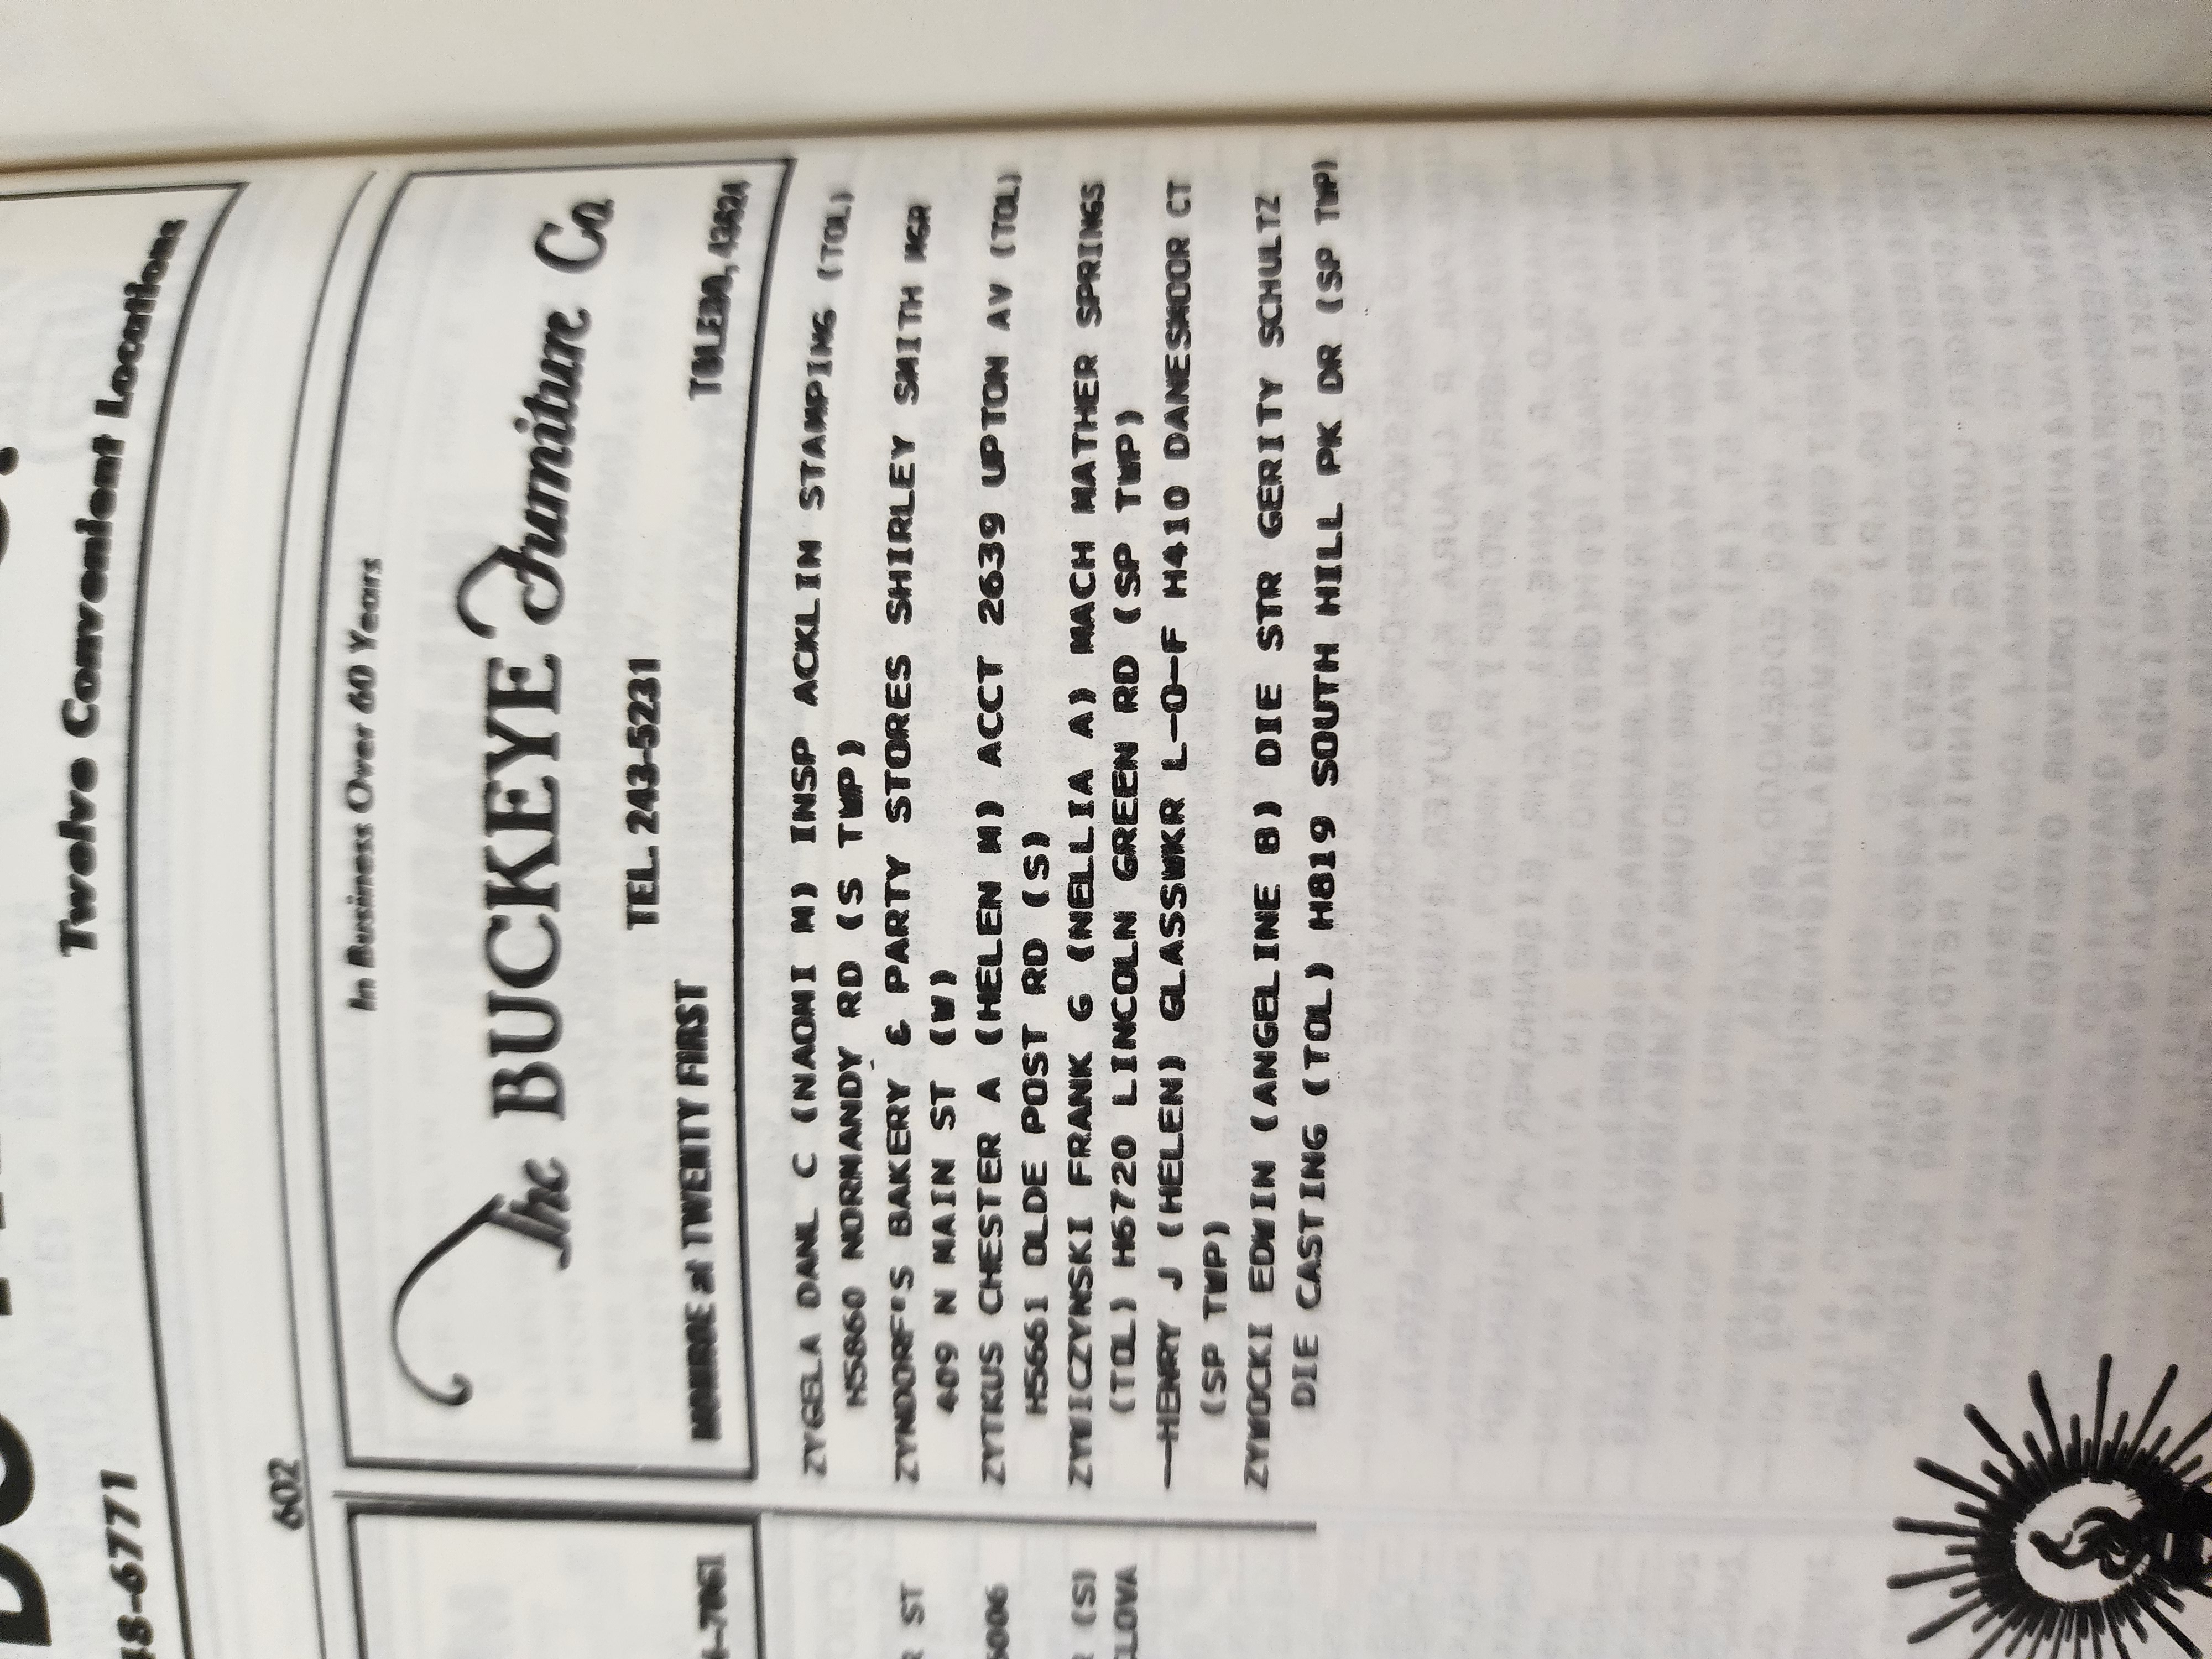 Twelve Convenient Locations
48-6771
602
In Business Over 60 Years
The BUCKEYE Furniture Co
TEL. 243-5231
MONROE at TWENTY FIRST TOLEDO, 43624
ZYGELA DANL C (NAOMI M) INSP ACKLIN STAMPING (TOL)
H5860 NORMANDY RD (S TWP)
ZYNDORF'S BAKERY & PARTY STORES SHIRLEY SMITH MGR
409 N MAIN ST (W)
ZYTKUS CHESTER A (HELEN M) ACCT 2639 UPTON AV (TOL)
H5661 OLDE POST RD (S)
ZYWICZYNSKI FRANK G (NELLIA A) MACH MATHER SPRINGS
(TOL) H6720 LINCOLN GREEN RD (SP TWP)
—HENRY J (HELEN) GLASSWKR L-O-F H410 DANESMOOR CT
(SP TWP)
ZYWOCKI EDWIN (ANGELINE B) DIE STR GERITY SCHULTZ
DIE CASTING (TOL) H819 SOUTH HILL PK DR (SP TWP)
ST
(S)